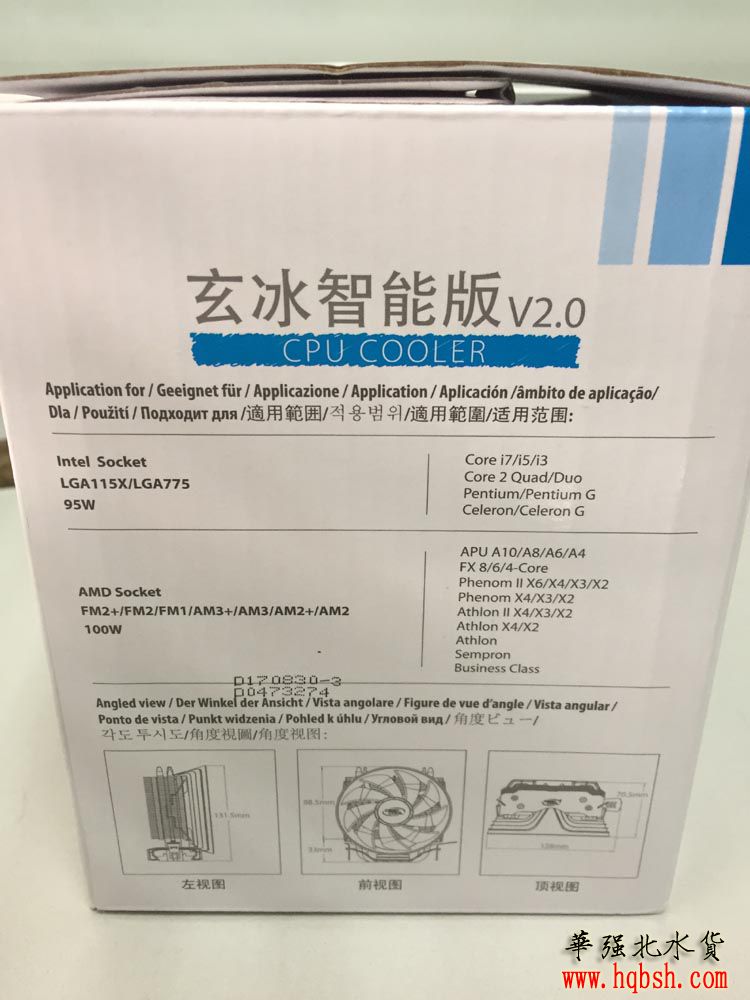 玄冰智能版 V2.0
CPU COOLER
Application for / Geeignet für / Applicazione / Application / Aplicación /âmbito de aplicação/
Dla / Použití / Подходит для /適用範囲/적용범위/適用範圍/适用范围:
Intel Socket
LGA115X/LGA775
95W
Core i7/i5/i3
Core 2 Quad/Duo
Pentium/Pentium G
Celeron/Celeron G
AMD Socket
FM2+/FM2/FM1/AM3+/AM3/AM2+/AM2
100W
APU A10/A8/A6/A4
FX 8/6/4-Core
Phenom II X6/X4/X3/X2
Phenom X4/X3/X2
Athlon II X4/X3/X2
Athlon X4/X2
Athlon
Sempron
Business Class
D170830-3
D0473274
Angled view / Der Winkel der Ansicht / Vista angolare / Figure de vue d'angle / Vista angular /
Ponto de vista / Punkt widzenia / Pohled k úhlu / Угловой вид / 角度ビュー/
각도 투시도/角度視圖/角度视图:
131.5mm
98.5mm
33mm
70.5mm
128mm
左视图
前视图
顶视图
華强北水貨
www.hqbsh.com